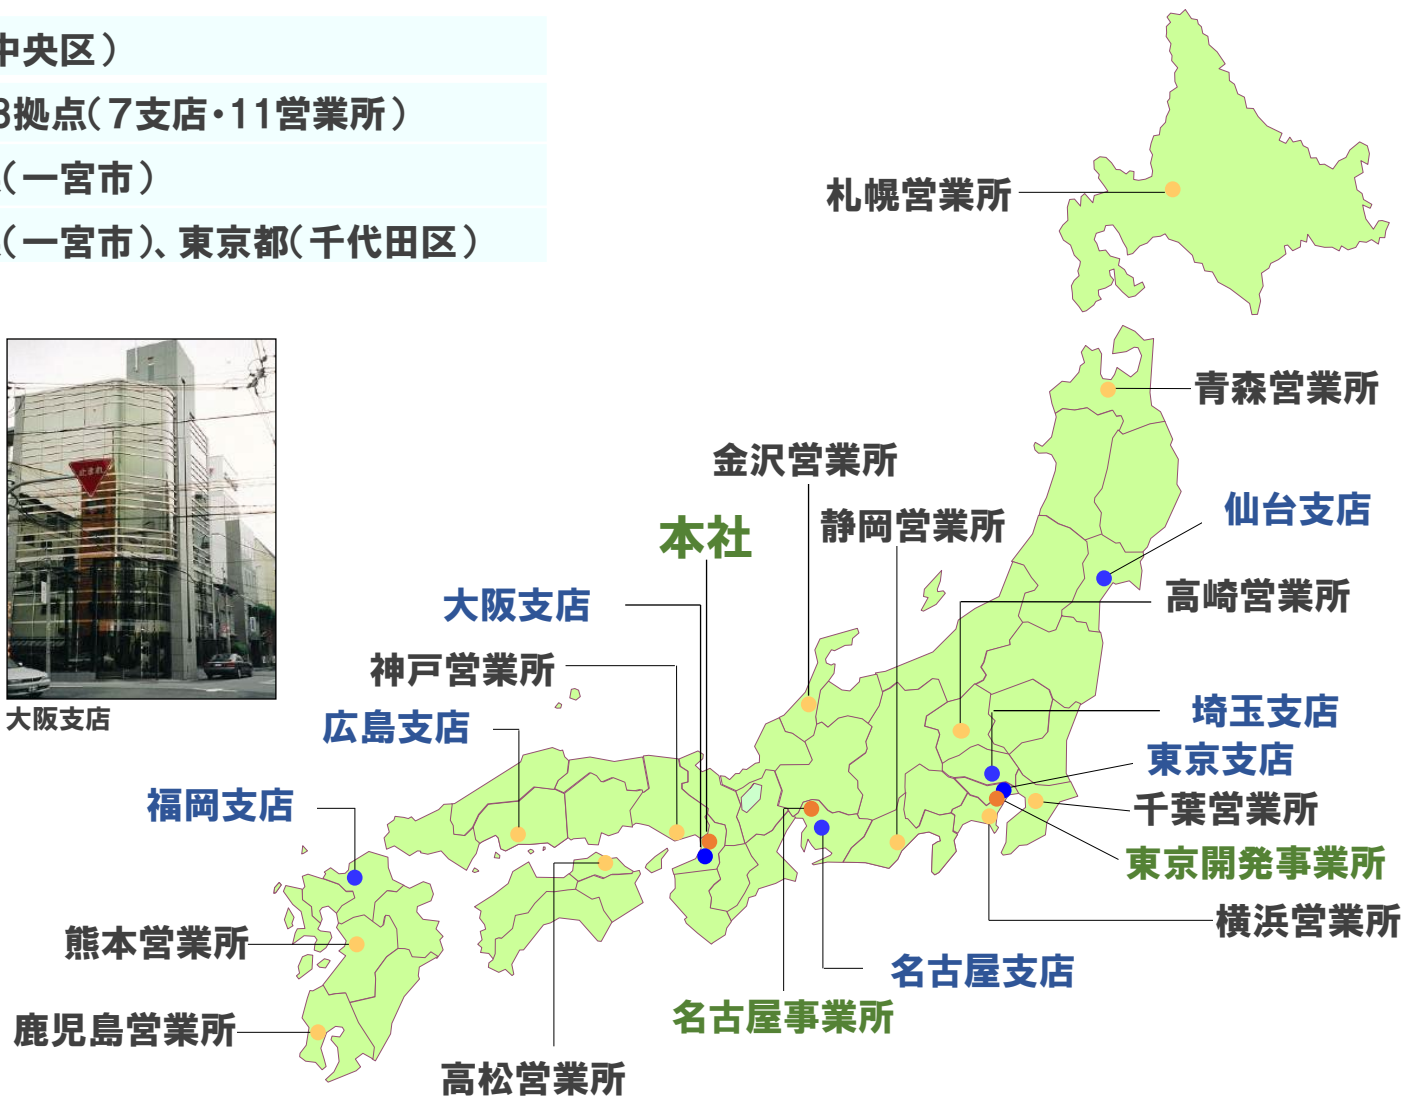 中央区）
8拠点（７支店・11営業所）
（一宮市）
（一宮市）、東京都（千代田区）
札幌営業所
青森営業所
金沢営業所
仙台支店
静岡営業所
本社
高崎営業所
大阪支店
神戸営業所
埼玉支店
広島支店
東京支店
福岡支店
千葉営業所
東京開発事業所
横浜営業所
熊本営業所
名古屋支店
名古屋事業所
鹿児島営業所
高松営業所
止まれ
大阪支店